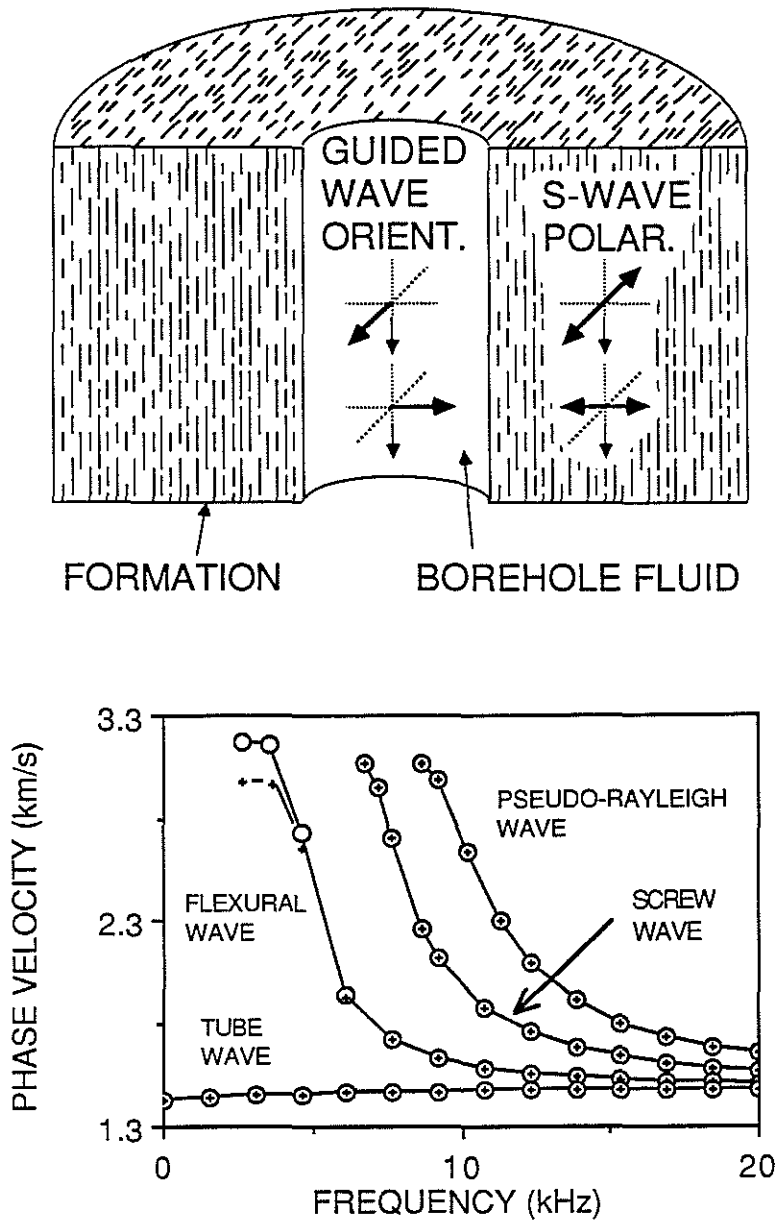 GUIDED
WAVE
ORIENT.
S-WAVE
POLAR.
FORMATION
BOREHOLE FLUID
PHASE VELOCITY (km/s)
3.3
2.3
1.3
PSEUDO-RAYLEIGH
WAVE
SCREW
WAVE
FLEXURAL
WAVE
TUBE
WAVE
0
10
20
FREQUENCY (kHz)